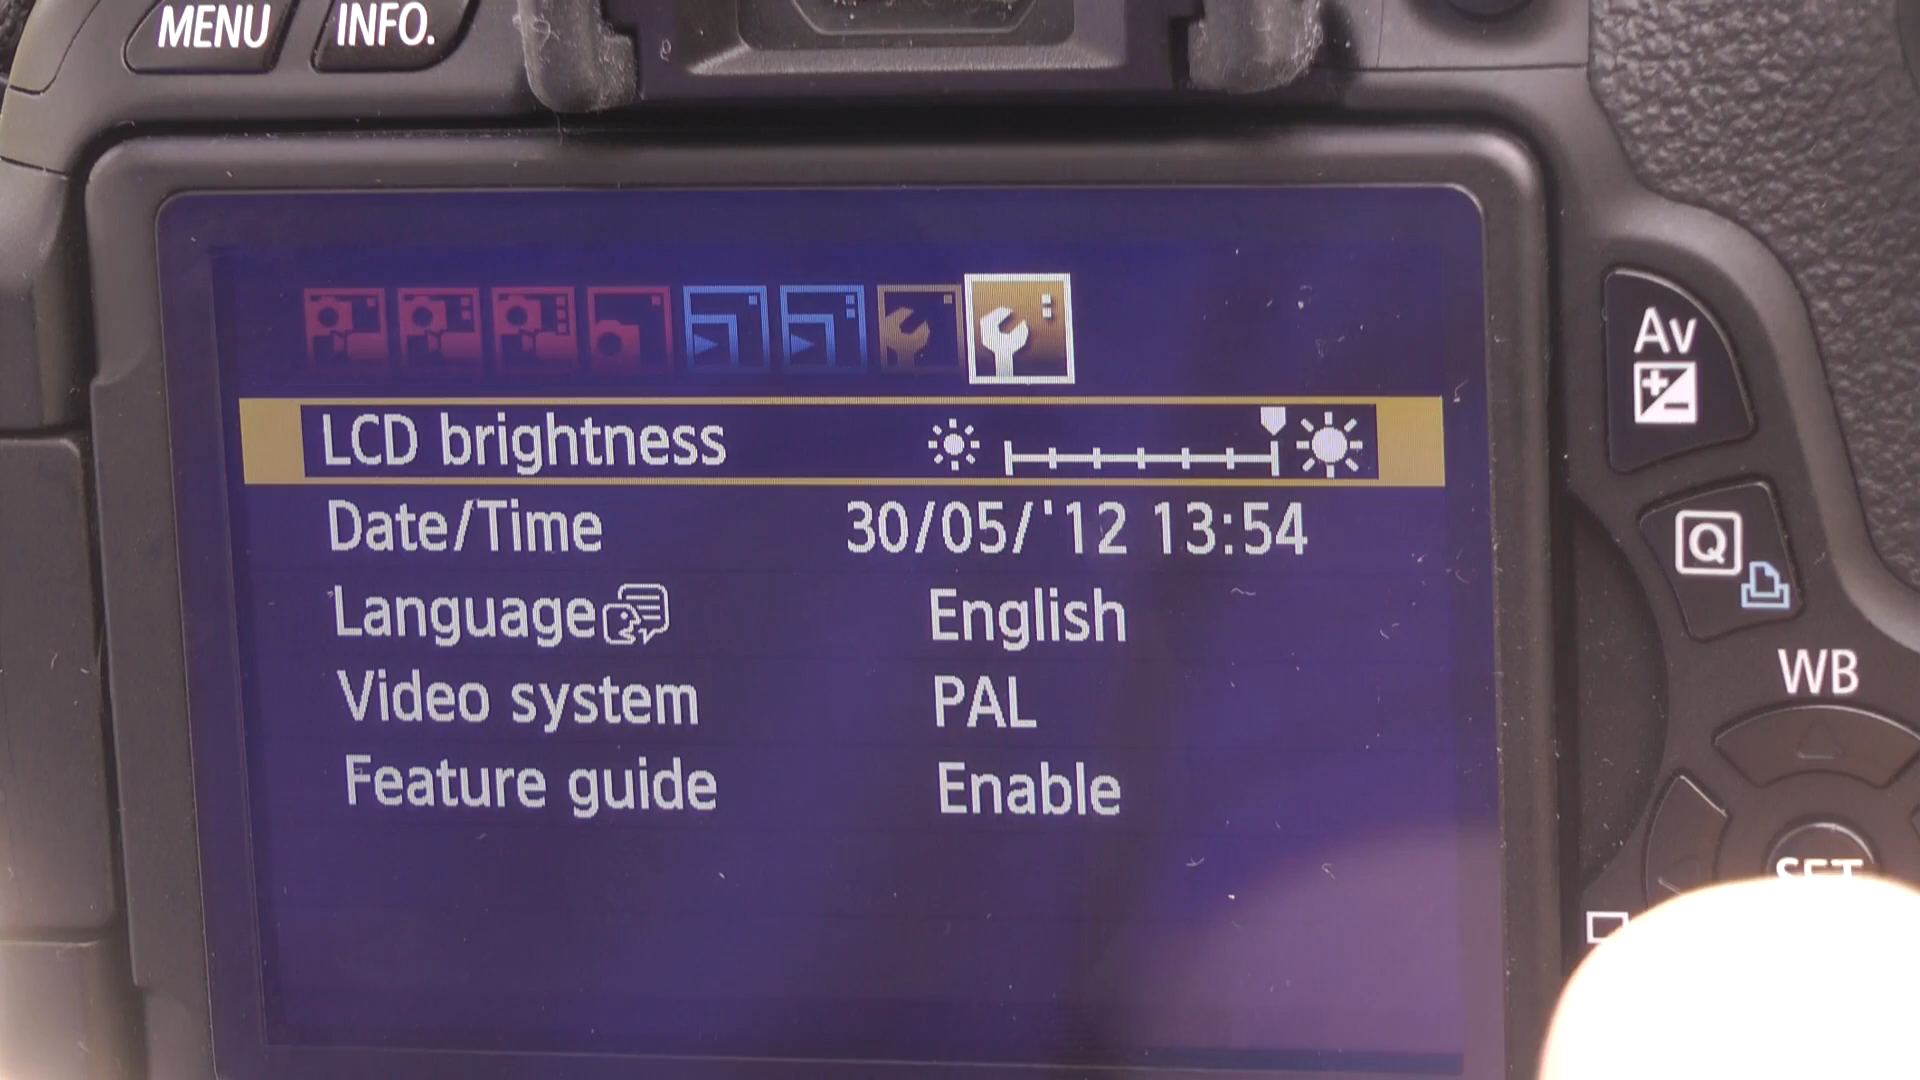 MENU INFO.
LCD brightness
Date/Time 30/05/'12 13:54
Language English
Video system PAL
Feature guide Enable
Av
Q
WB
SET